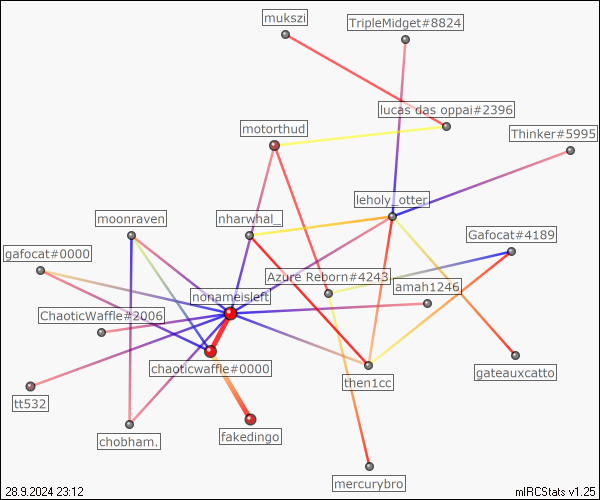 mukszi
TripleMidget#8824
lucas das oppai#2396
motorthud
Thinker#5995
leholy_otter
moonraven
nharwhal_
Gafocat#4189
gafocat#0000
Azure Reborn#4243
amah1246
nonameisleft
ChaoticWaffle#2006
chaoticwaffle#0000
then1cc
gateauxcatto
tt532
chobham.
fakedingo
mercurybro
28.9.2024 23:12
mIRCStats v1.25